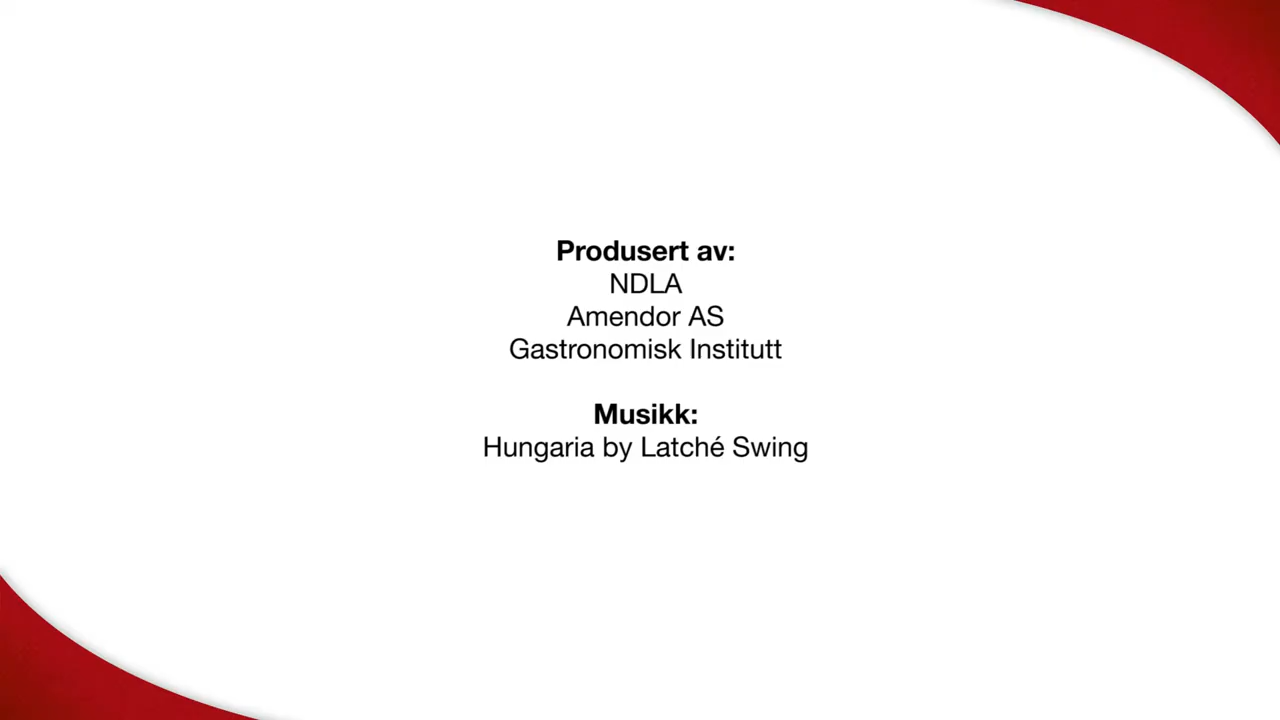 Produsert av:
NDLA
Amendor AS
Gastronomisk Institutt
Musikk:
Hungaria by Latché Swing